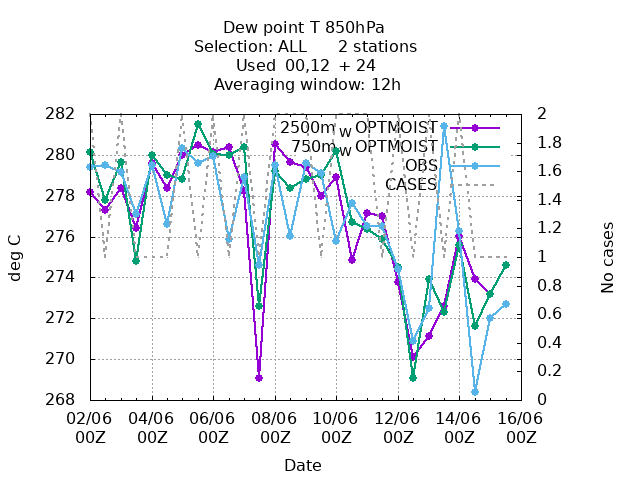 Dew point T 850hPa
Selection: ALL 2 stations
Used 00,12 + 24
Averaging window: 12h
2500m w OPTMOIST
750m w OPTMOIST
OBS
CASES
deg C
282
280
278
276
274
272
270
268
No cases
2
1.8
1.6
1.4
1.2
1
0.8
0.6
0.4
0.2
0
02/06 04/06 06/06 08/06 10/06 12/06 14/06 16/06
00Z 00Z 00Z 00Z 00Z 00Z 00Z 00Z
Date